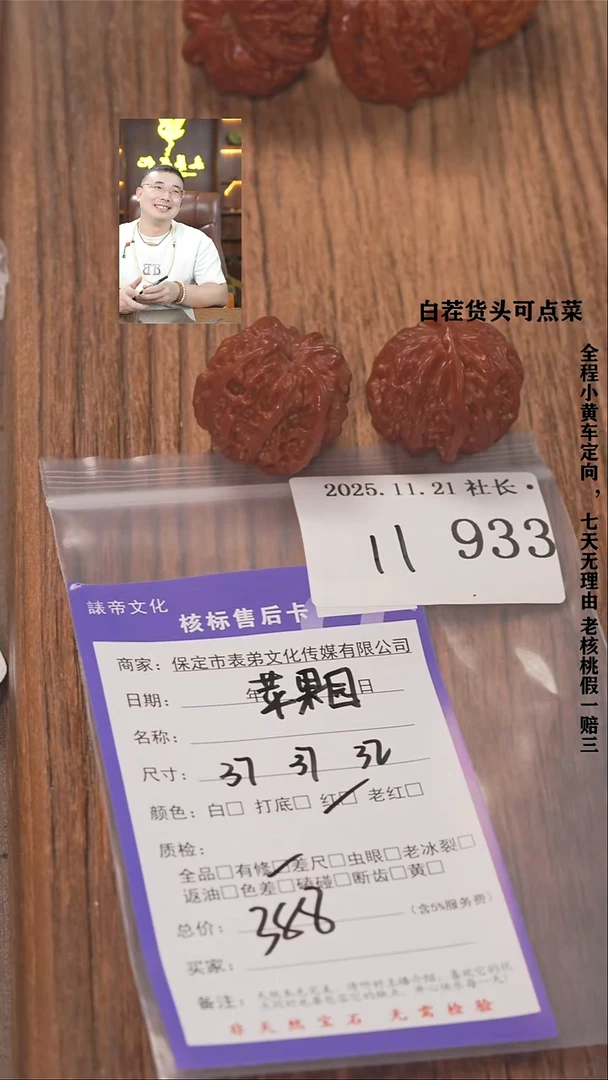 白茬货头可点菜
全程小黄车定向，七天无理由老核桃假一赔三
2025.11.21 社长·
11 933
諘帝文化
核标售后卡
商家：保定市表弟文化传媒有限公司
日期： 年 苹果园 日
名称：
尺寸：37 37 32
颜色：白□ 打底□ 红□ 老红□
质检：
全品□有修□差尺□虫眼□老冰裂□
返油□色差□磕碰□断齿□黄□
总价：388 (含5%服务费)
买家：
备注：
非天然宝石 无需检验